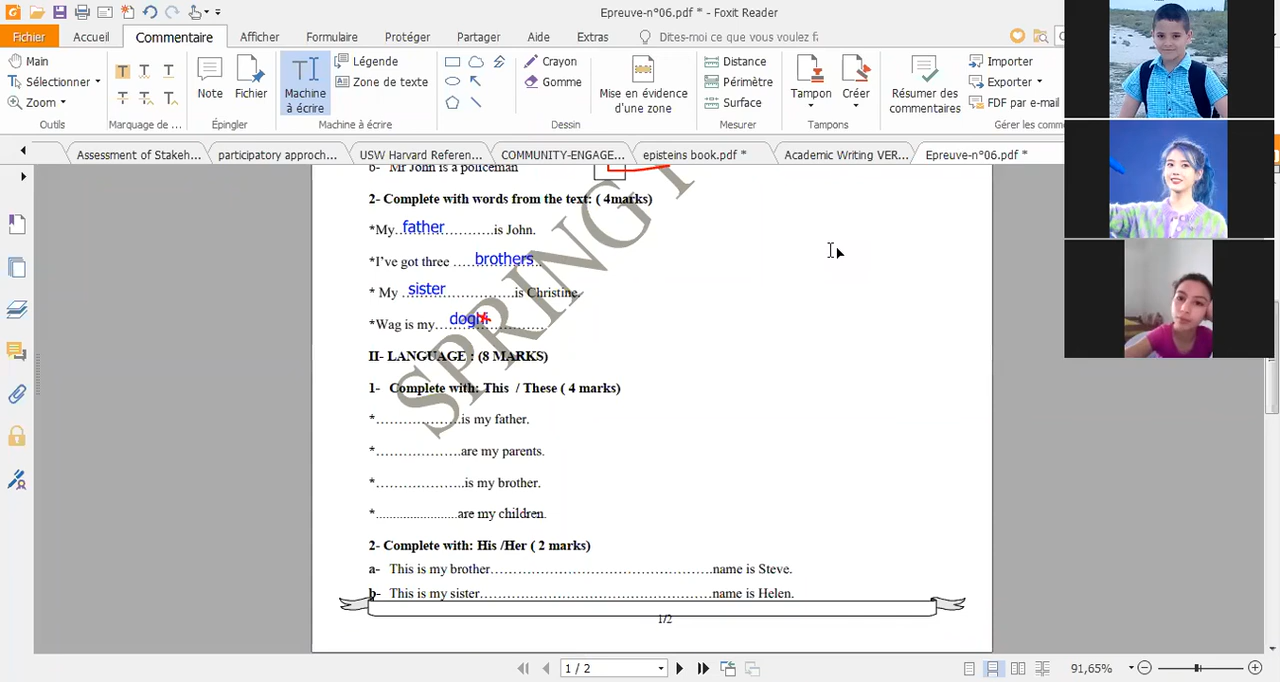 Epreuve-n°06.pdf * - Foxit Reader
Fichier Accueil Commentaire Afficher Formulaire Protéger Partager Aide Extras Dites-moi ce que vous voulez f
Main
Sélectionner
Zoom
Outils
Marquage de ...
Note
Fichier
Épingler
Machine à écrire
Légende
Zone de texte
Machine à écrire
Crayon
Gomme
Dessin
Mise en évidence d'une zone
Distance
Périmètre
Surface
Mesurer
Tampon
Créer
Tampons
Résumer des commentaires
Importer
Exporter
FDF par e-mail
Gérer les comm
Assessment of Stakeh... participatory approch... USW Harvard Referen... COMMUNITY-ENGAGE... episteins book.pdf * Academic Writing VER... Epreuve-n°06.pdf *
6- Mr John is a policeman
2- Complete with words from the text: ( 4marks)
*My father is John.
*I've got three brothers
* My sister is Christine.
*Wag is my dog
II- LANGUAGE : (8 MARKS)
1- Complete with: This / These ( 4 marks)
*....................is my father.
*....................are my parents.
*....................is my brother.
*........................are my children.
2- Complete with: His /Her ( 2 marks)
a- This is my brother..................................................name is Steve.
b- This is my sister..................................................name is Helen.
1/2
SPRING
1 / 2
91,65%